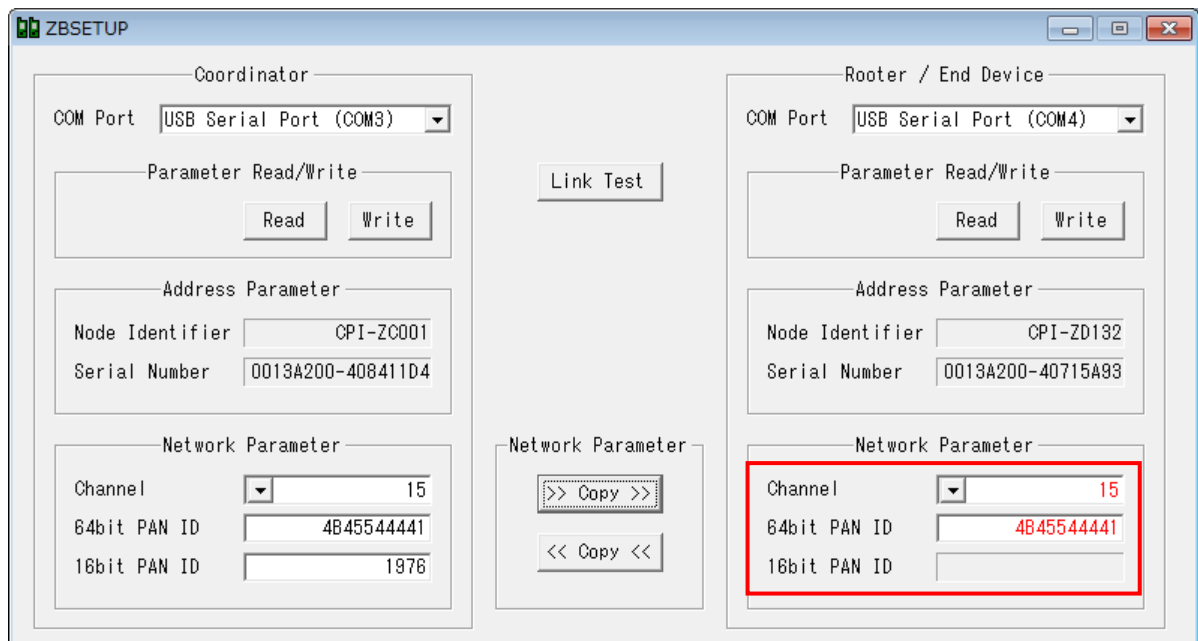 ZBSETUP
Coordinator
COM Port USB Serial Port (COM3)
Parameter Read/Write
Read Write
Address Parameter
Node Identifier CPI-ZC001
Serial Number 0013A200-408411D4
Network Parameter
Channel 15
64bit PAN ID 4B45544441
16bit PAN ID 1976
Link Test
Network Parameter
>> Copy >>
<< Copy <<
Rooter / End Device
COM Port USB Serial Port (COM4)
Parameter Read/Write
Read Write
Address Parameter
Node Identifier CPI-ZD132
Serial Number 0013A200-40715A93
Network Parameter
Channel 15
64bit PAN ID 4B45544441
16bit PAN ID